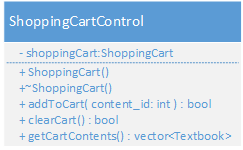 ShoppingCartControl
- shoppingCart:ShoppingCart
+ ShoppingCart()
+~ShoppingCart()
+ addToCart( content_id: int ) : bool
+ clearCart() : bool
+ getCartContents() : vector<Textbook>